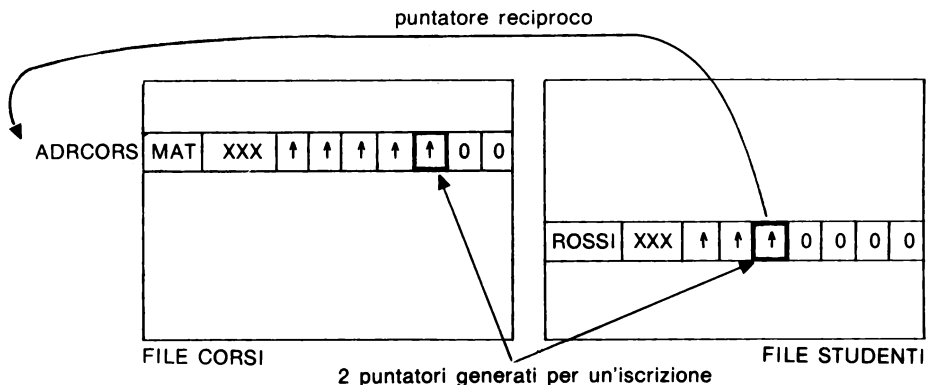 puntatore reciproco
ADRCORS MAT XXX ↑ ↑ ↑ ↑ ↑ 0 0
ROSSI XXX ↑ ↑ ↑ 0 0 0 0
FILE CORSI
FILE STUDENTI
2 puntatori generati per un'iscrizione